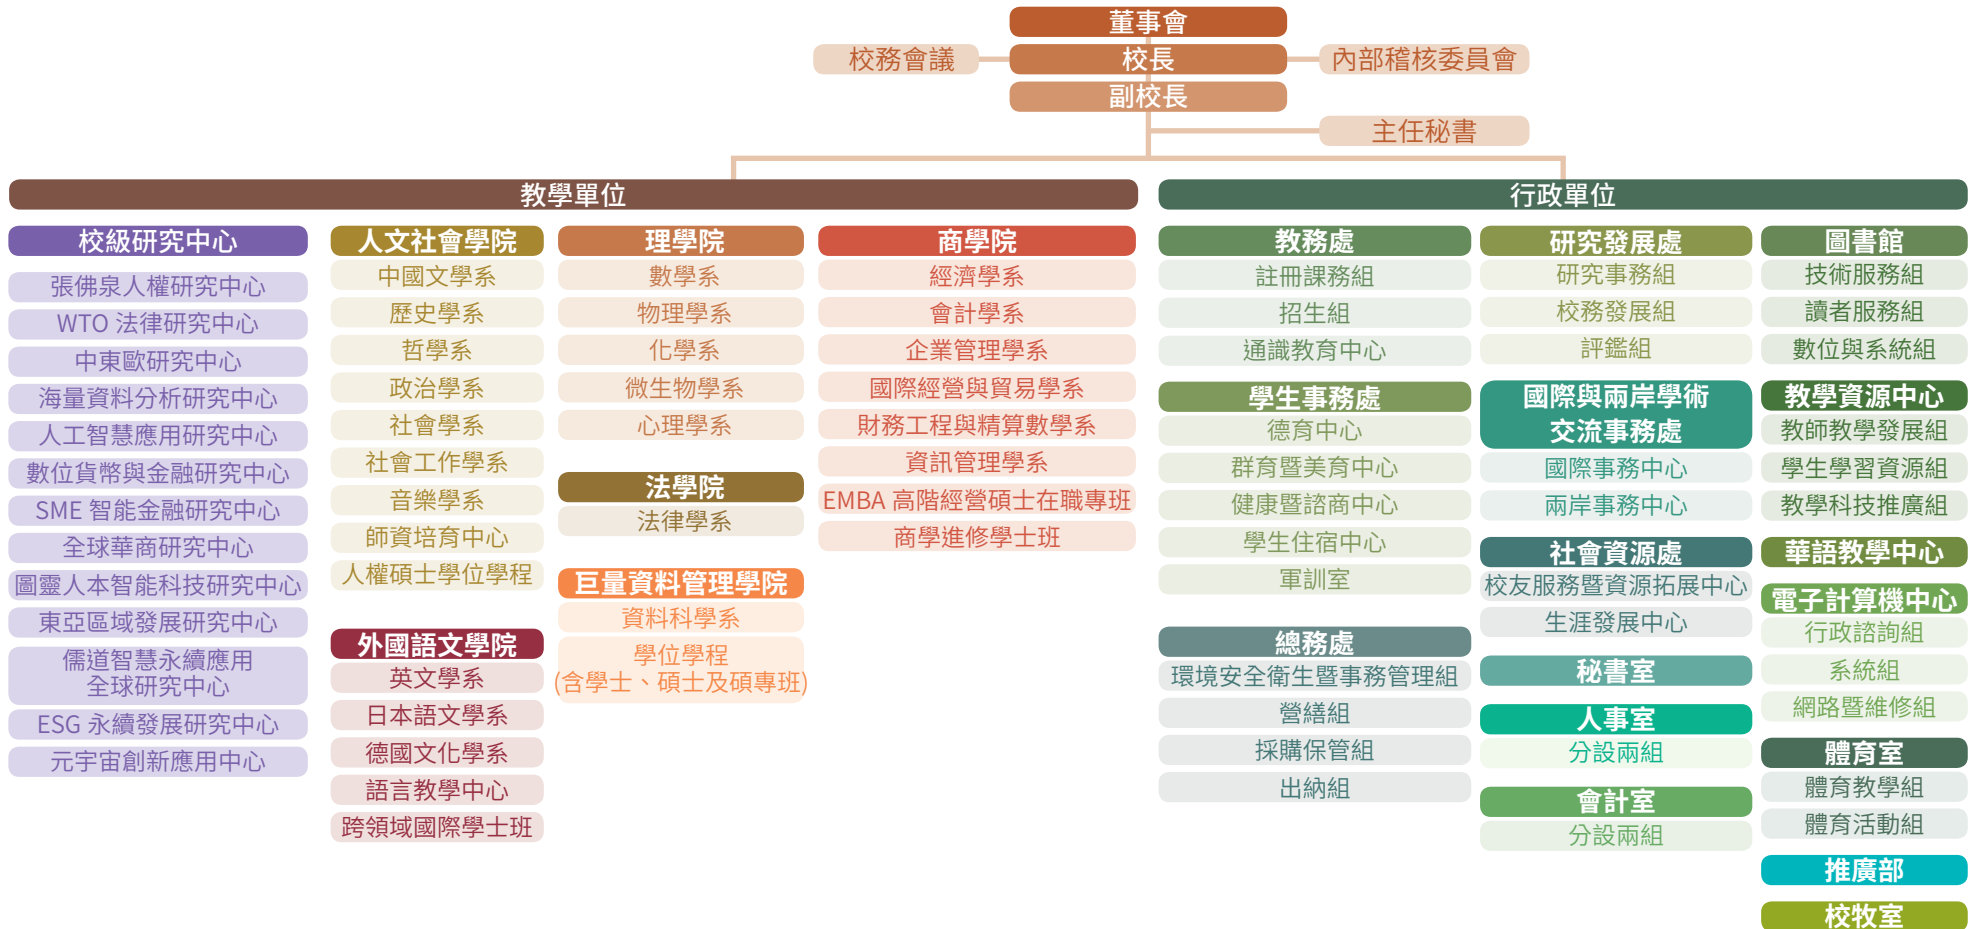 董事會
校務會議
校長
內部稽核委員會
副校長
主任秘書
教學單位
校級研究中心
張佛泉人權研究中心
WTO 法律研究中心
中東歐研究中心
海量資料分析研究中心
人工智慧應用研究中心
數位貨幣與金融研究中心
SME 智能金融研究中心
全球華商研究中心
圖靈人本智能科技研究中心
東亞區域發展研究中心
儒道智慧永續應用
全球研究中心
ESG 永續發展研究中心
元宇宙創新應用中心
人文社會學院
中國文學系
歷史學系
哲學系
政治學系
社會學系
社會工作學系
音樂學系
師資培育中心
人權碩士學位學程
外國語文學院
英文學系
日本語文學系
德國文化學系
語言教學中心
跨領域國際學士班
理學院
數學系
物理學系
化學系
微生物學系
心理學系
法學院
法律學系
巨量資料管理學院
資料科學系
學位學程
(含學士、碩士及碩專班)
商學院
經濟學系
會計學系
企業管理學系
國際經營與貿易學系
財務工程與精算數學系
資訊管理學系
EMBA 高階經營碩士在職專班
商學進修學士班
行政單位
教務處
註冊課務組
招生組
通識教育中心
學生事務處
德育中心
群育暨美育中心
健康暨諮商中心
學生住宿中心
軍訓室
總務處
環境安全衛生暨事務管理組
營繕組
採購保管組
出納組
研究發展處
研究事務組
校務發展組
評鑑組
國際與兩岸學術
交流事務處
國際事務中心
兩岸事務中心
社會資源處
校友服務暨資源拓展中心
生涯發展中心
秘書室
人事室
分設兩組
會計室
分設兩組
圖書館
技術服務組
讀者服務組
數位與系統組
教學資源中心
教師教學發展組
學生學習資源組
教學科技推廣組
華語教學中心
電子計算機中心
行政諮詢組
系統組
網路暨維修組
體育室
體育教學組
體育活動組
推廣部
校牧室